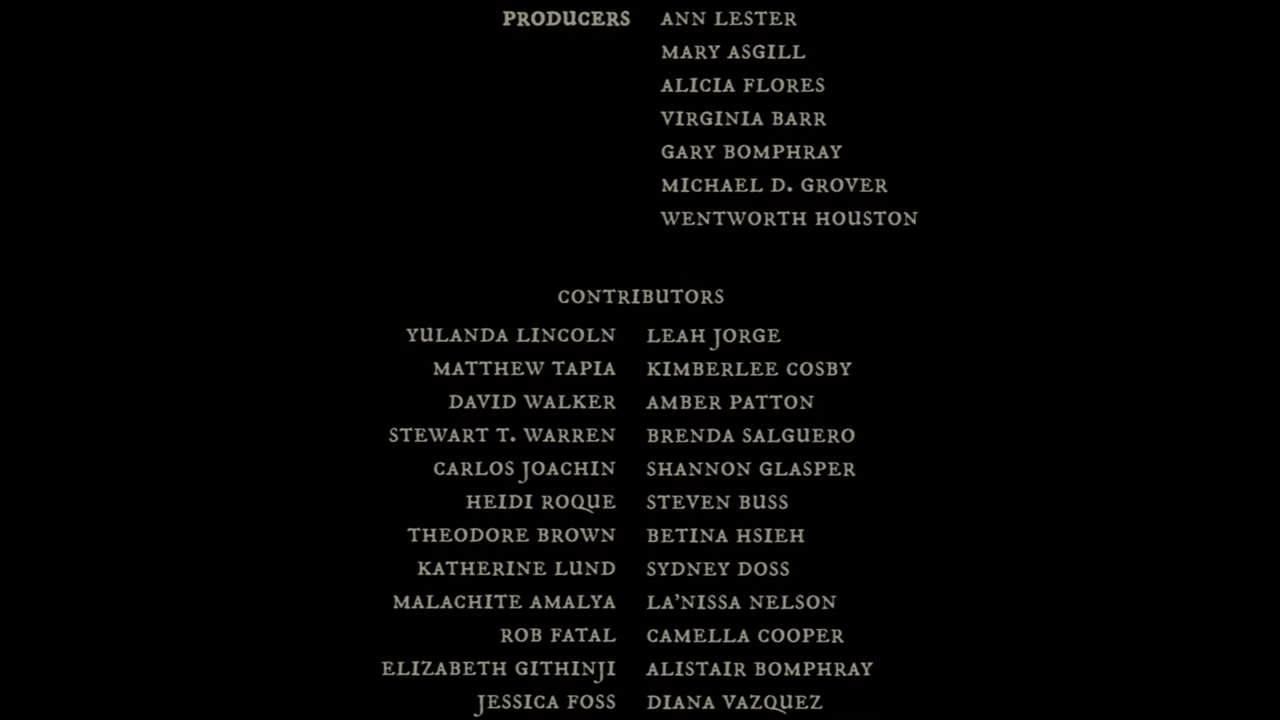 PRODUCERS ANN LESTER
MARY ASGILL
ALICIA FLORES
VIRGINIA BARR
GARY BOMPHRAY
MICHAEL D. GROVER
WENTWORTH HOUSTON
CONTRIBUTORS
YULANDA LINCOLN LEAH JORGE
MATTHEW TAPIA KIMBERLEE COSBY
DAVID WALKER AMBER PATTON
STEWART T. WARREN BRENDA SALGUERO
CARLOS JOACHIN SHANNON GLASPER
HEIDI ROQUE STEVEN BUSS
THEODORE BROWN BETINA HSIEH
KATHERINE LUND SYDNEY DOSS
MALACHITE AMALYA LA'NISSA NELSON
ROB FATAL CAMELLA COOPER
ELIZABETH GITHINJI ALISTAIR BOMPHRAY
JESSICA FOSS DIANA VAZQUEZ